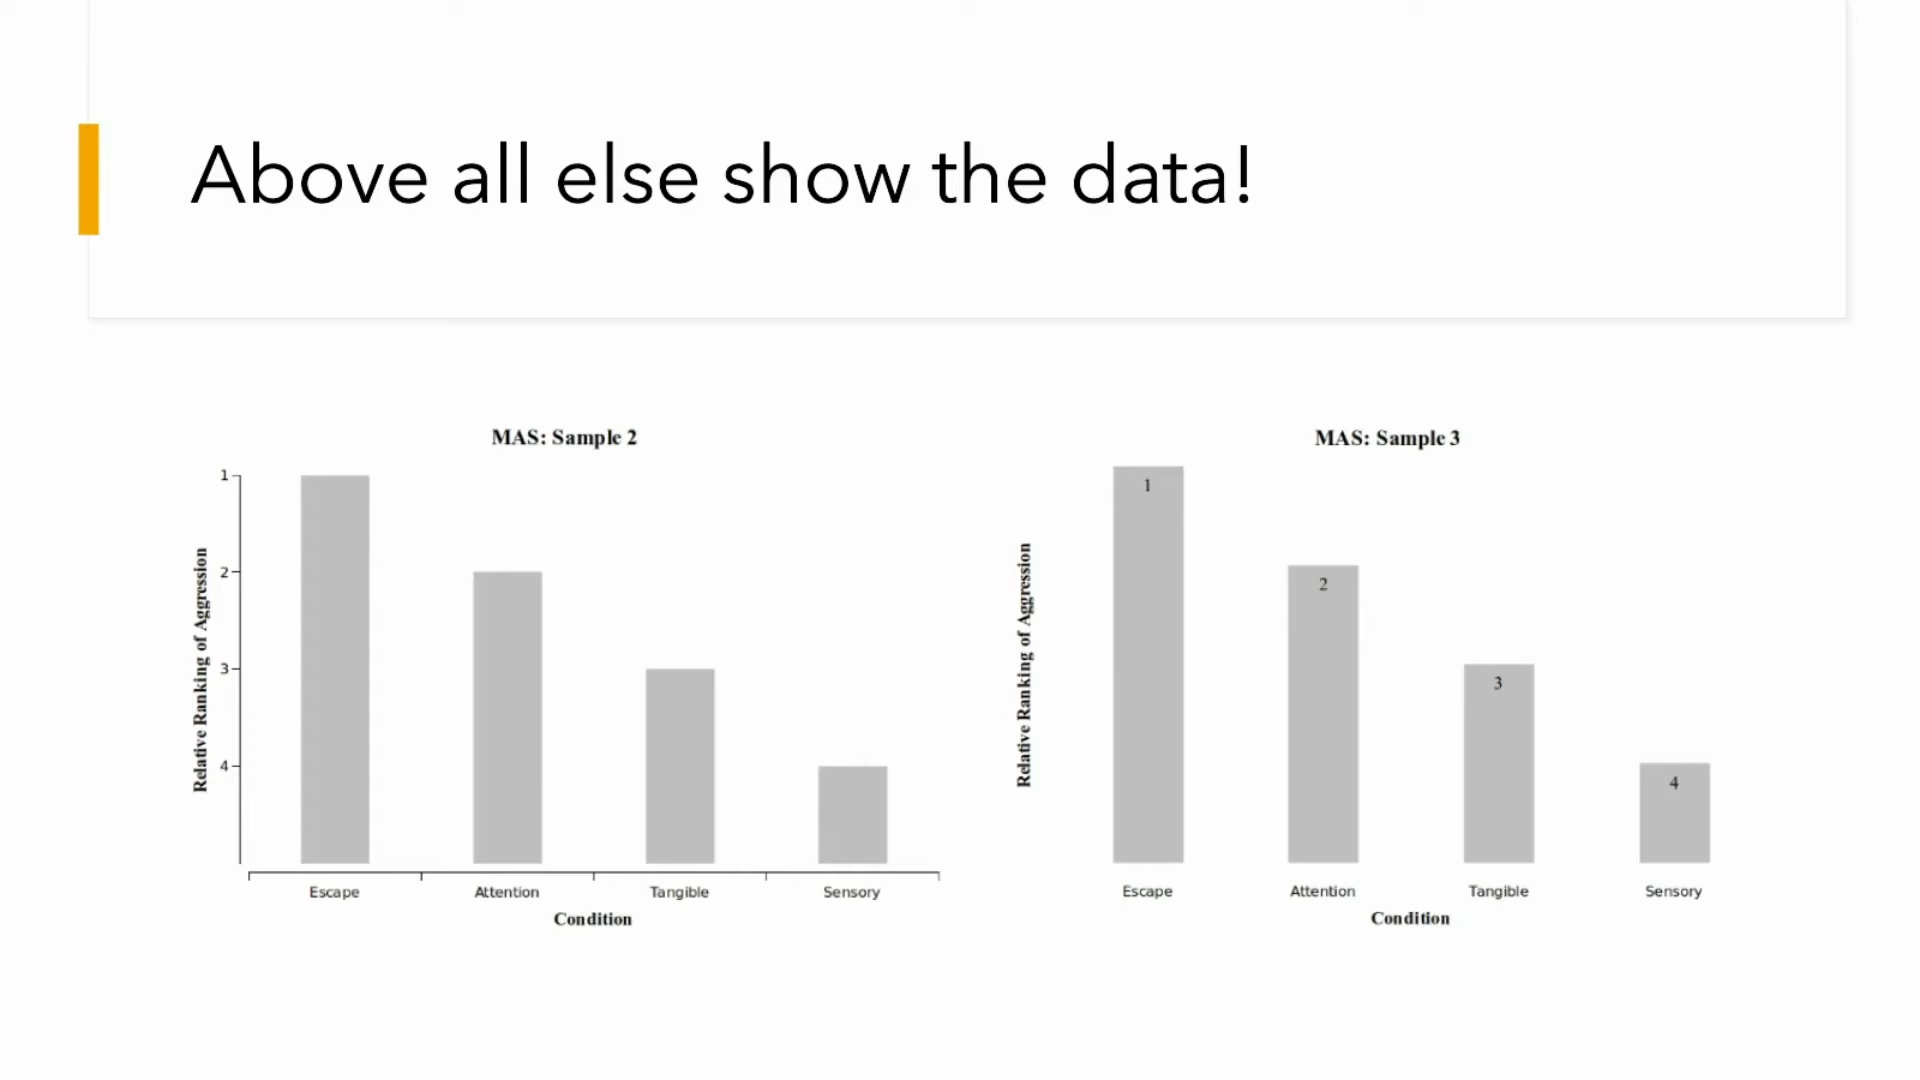 Above all else show the data!
MAS: Sample 2
Relative Ranking of Aggression
1
2
3
4
Escape Attention Tangible Sensory
Condition
MAS: Sample 3
Relative Ranking of Aggression
1
2
3
4
Escape Attention Tangible Sensory
Condition